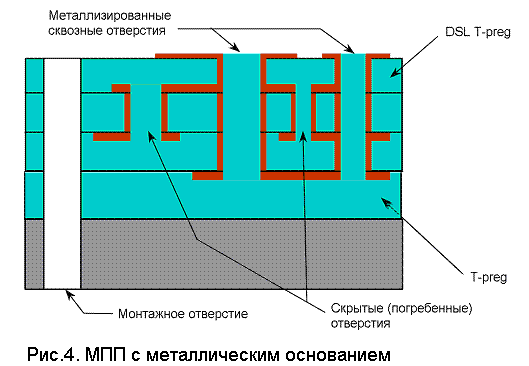 Металлизированные
сквозные отверстия
DSL T-preg
T-preg
Монтажное отверстие
Скрытые (погребенные)
отверстия
Рис.4. МПП с металлическим основанием